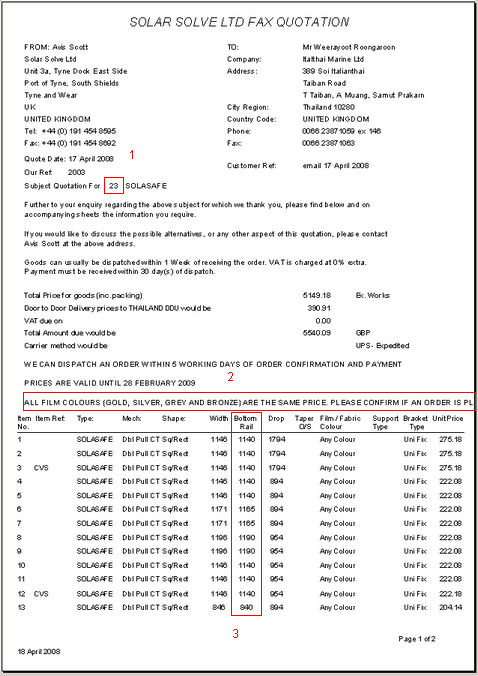 SOLAR SOLVE LTD FAX QUOTATION
FROM: Avis Scott TO: Mr Weerayoot Roongaroon
Solar Solve Ltd Company: Italthai Marine Ltd
Unit 3a, Tyne Dock East Side Address: 389 Soi Italianthai
Port of Tyne, South Shields Taiban Road
Tyne and Wear T Taiban, A Muang, Samut Prakarn
UK City Region: Thailand 10280
UNITED KINGDOM Country Code: UNITED KINGDOM
Tel: +44 (0) 191 454 8595 Phone: 0066 2387 1059 ex 146
Fax: +44 (0) 191 454 8692 Fax: 0066 2387 1063
Quote Date: 17 April 2008 1
Customer Ref: email 17 April 2008
Our Ref: 2003
Subject Quotation For 23 SOLASAFE
Further to your enquiry regarding the above subject for which we thank you, please find below and on
accompanying sheets the information you require.
If you would like to discuss the possible alternatives, or any other aspect of this quotation, please contact
Avis Scott at the above address.
Goods can usually be dispatched within 1 Week of receiving the order. VAT is charged at 0% extra.
Payment must be received within 30 day(s) of dispatch.
Total Price for goods (inc.packing) 5149.18 Ex. Works
Door to Door Delivery prices to THAILAND DDU would be 390.91
VAT due on 0.00
Total Amount due would be 5540.09 GBP
Carrier method would be UPS - Expedited
WE CAN DISPATCH AN ORDER WITHIN 5 WORKING DAYS OF ORDER CONFIRMATION AND PAYMENT
2
PRICES ARE VALID UNTIL 28 FEBRUARY 2009
ALL FILM COLOURS (GOLD, SILVER, GREY AND BRONZE) ARE THE SAME PRICE. PLEASE CONFIRM IF AN ORDER IS PL
Item Item Ref: Type: Mech: Shape: Width Bottom Drop Taper Film / Fabric Support Bracket Unit Price
No. Rail O/S Colour Type Type
1 SOLASAFE Dbl Pull CT Sq/Rect 1146 1140 1794 Any Colour Uni Fix 275.18
2 SOLASAFE Dbl Pull CT Sq/Rect 1146 1140 1794 Any Colour Uni Fix 275.18
3 CVS SOLASAFE Dbl Pull CT Sq/Rect 1146 1140 1794 Any Colour Uni Fix 275.18
4 SOLASAFE Dbl Pull CT Sq/Rect 1146 1140 894 Any Colour Uni Fix 222.08
5 SOLASAFE Dbl Pull CT Sq/Rect 1146 1140 894 Any Colour Uni Fix 222.08
6 SOLASAFE Dbl Pull CT Sq/Rect 1171 1165 894 Any Colour Uni Fix 222.08
7 SOLASAFE Dbl Pull CT Sq/Rect 1171 1165 894 Any Colour Uni Fix 222.08
8 SOLASAFE Dbl Pull CT Sq/Rect 1196 1190 954 Any Colour Uni Fix 222.08
9 SOLASAFE Dbl Pull CT Sq/Rect 1196 1190 954 Any Colour Uni Fix 222.08
10 SOLASAFE Dbl Pull CT Sq/Rect 1146 1140 954 Any Colour Uni Fix 222.08
11 SOLASAFE Dbl Pull CT Sq/Rect 1146 1140 954 Any Colour Uni Fix 222.08
12 CVS SOLASAFE Dbl Pull CT Sq/Rect 1146 1140 954 Any Colour Uni Fix 222.18
13 SOLASAFE Dbl Pull CT Sq/Rect 846 840 894 Any Colour Uni Fix 204.14
3
Page 1 of 2
18 April 2008